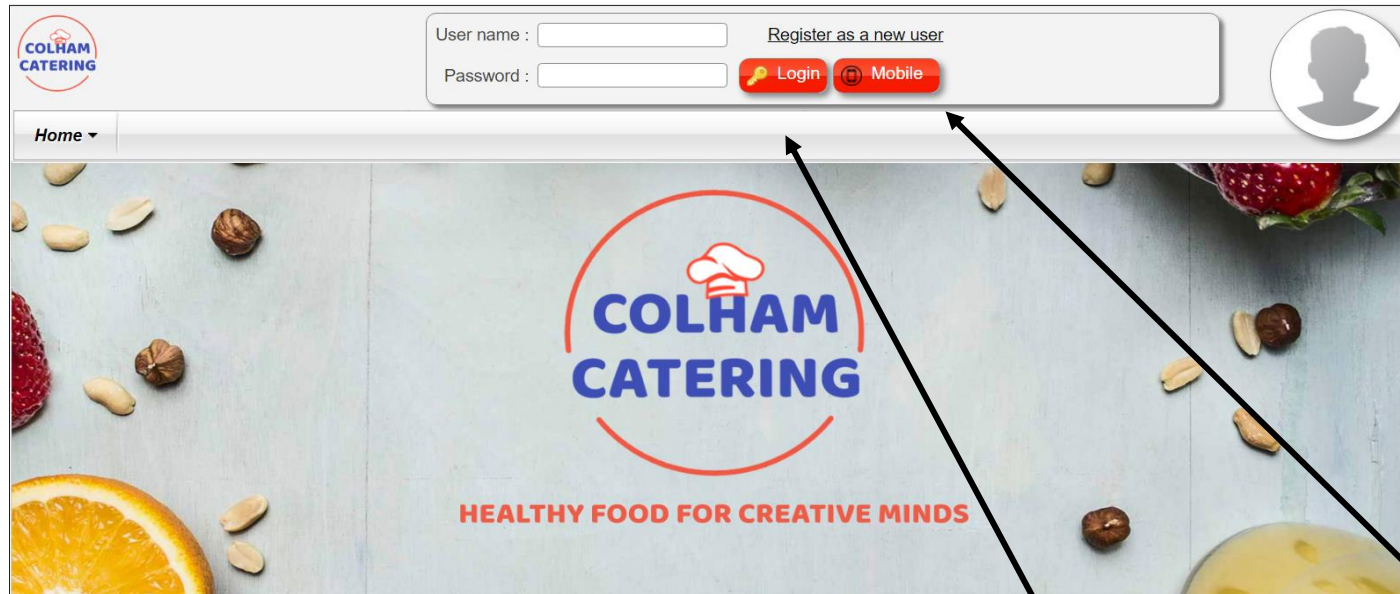 COLHAM
CATERING
User name :
Register as a new user
Password :
Login
Mobile
Home
COLHAM
CATERING
HEALTHY FOOD FOR CREATIVE MINDS